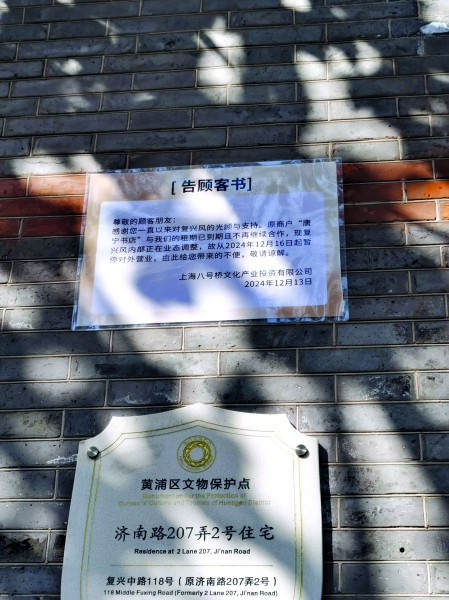 [ 告顾客书]
尊敬的顾客朋友：
感谢您一直以来对复兴风的光顾与支持。原商户“唐
宁书店”与我们的租期已到期且不再继续合作，现复
兴风内部正在业态调整，故从2024年12月16日起暂
停对外营业，由此给您带来的不便，敬请谅解。
上海八号桥文化产业投资有限公司
2024年12月13日
黄浦区文物保护点
Monument under the Protection of
济南路207弄2号住宅
Residence at 2 Lane 207, Ji'nan Road
复兴中路118号（原济南路207弄2号）
118 Middle Fuxing Road (Formerly 2 Lane 207, Ji'nan Road)